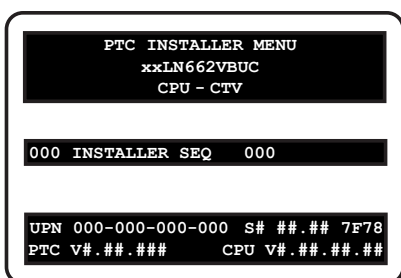 PTC INSTALLER MENU
xxLN662VBUC
CPU – CTV
000 INSTALLER SEQ 000
UPN 000-000-000-000 S# ##.## 7F78
PTC V#.##.### CPU V#.##.##.##